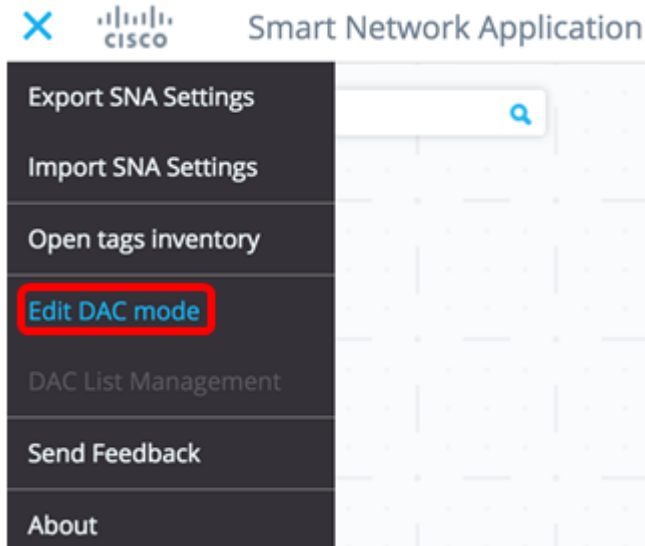 CISCO
Smart Network Application
Export SNA Settings
Import SNA Settings
Open tags inventory
Edit DAC mode
DAC List Management
Send Feedback
About